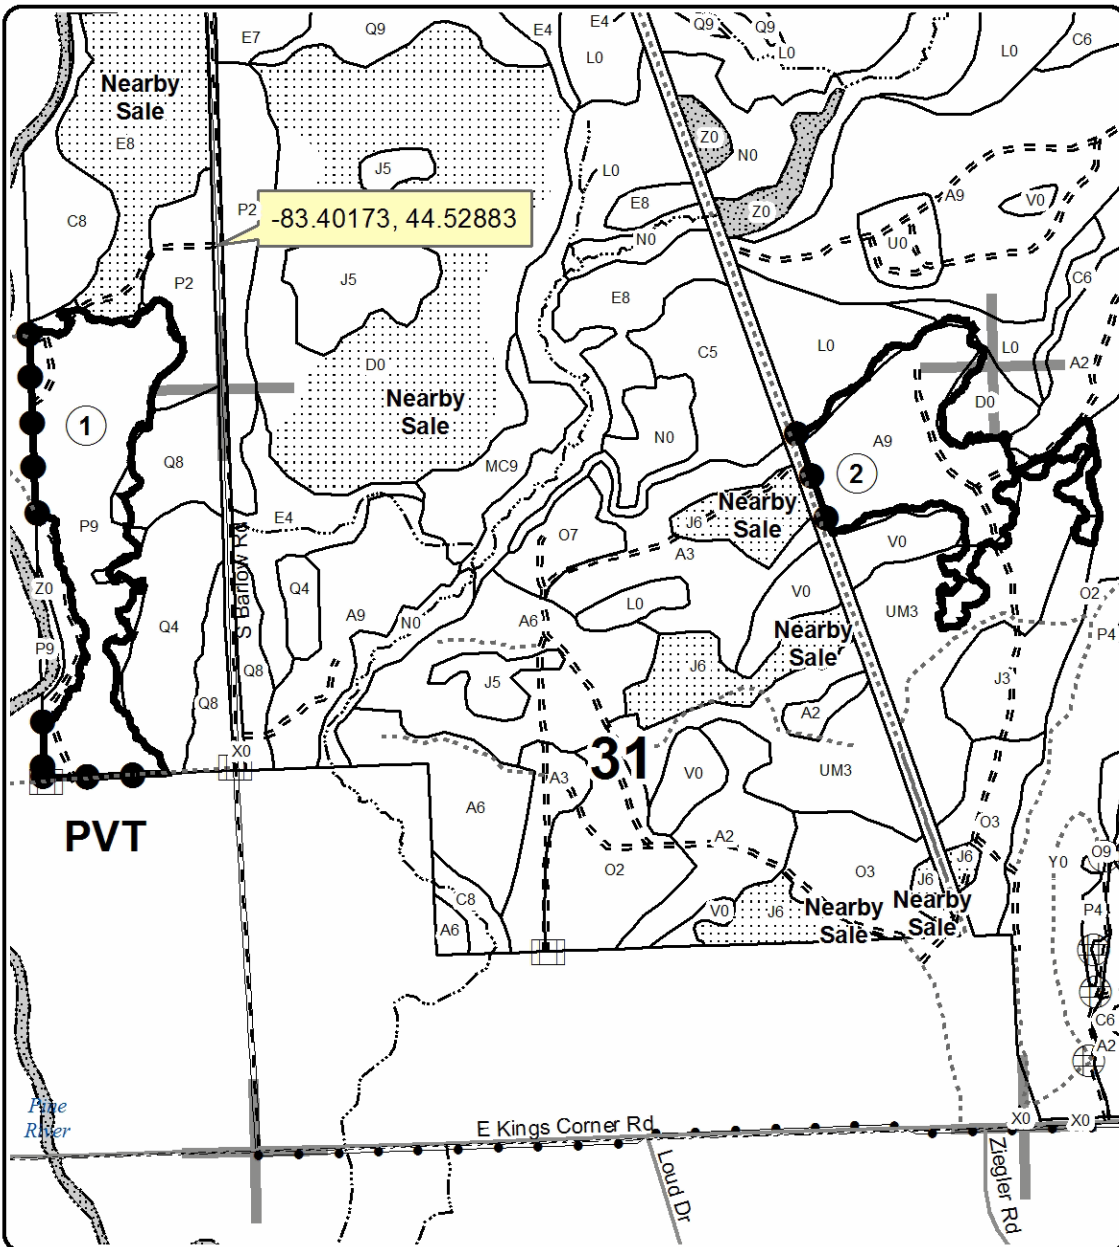 E7
Q9
E4
E4
L0
Q9
Q9
L0
L0
C6
Nearby
Sale
E8
Z0
N0
J5
L0
A9
V0
C8
P2
-83.40173, 44.52883
E8
Z0
N0
U0
P2
J5
E8
C6
C5
L0
L0
A2
D0
Nearby
Sale
D0
1
N0
A9
Q8
MC9
2
P9
E4
J6
Nearby
Sale
O7
A3
V0
S Barlow Rd
Z0
Q4
V0
O2
L0
UM3
Q4
A9
N0
A6
Nearby
Sale
P4
P9
Q8
J5
J6
J3
Q8
A2
X0
31
A3
V0
UM3
PVT
A6
A2
O3
O9
J6
Y0
O2
O3
J6
C8
V0
J6
Nearby
Sale
Nearby
Sale
P4
A6
C6
A2
Pine
River
E Kings Corner Rd
X0
X0
Loud Dr
Ziegler Rd